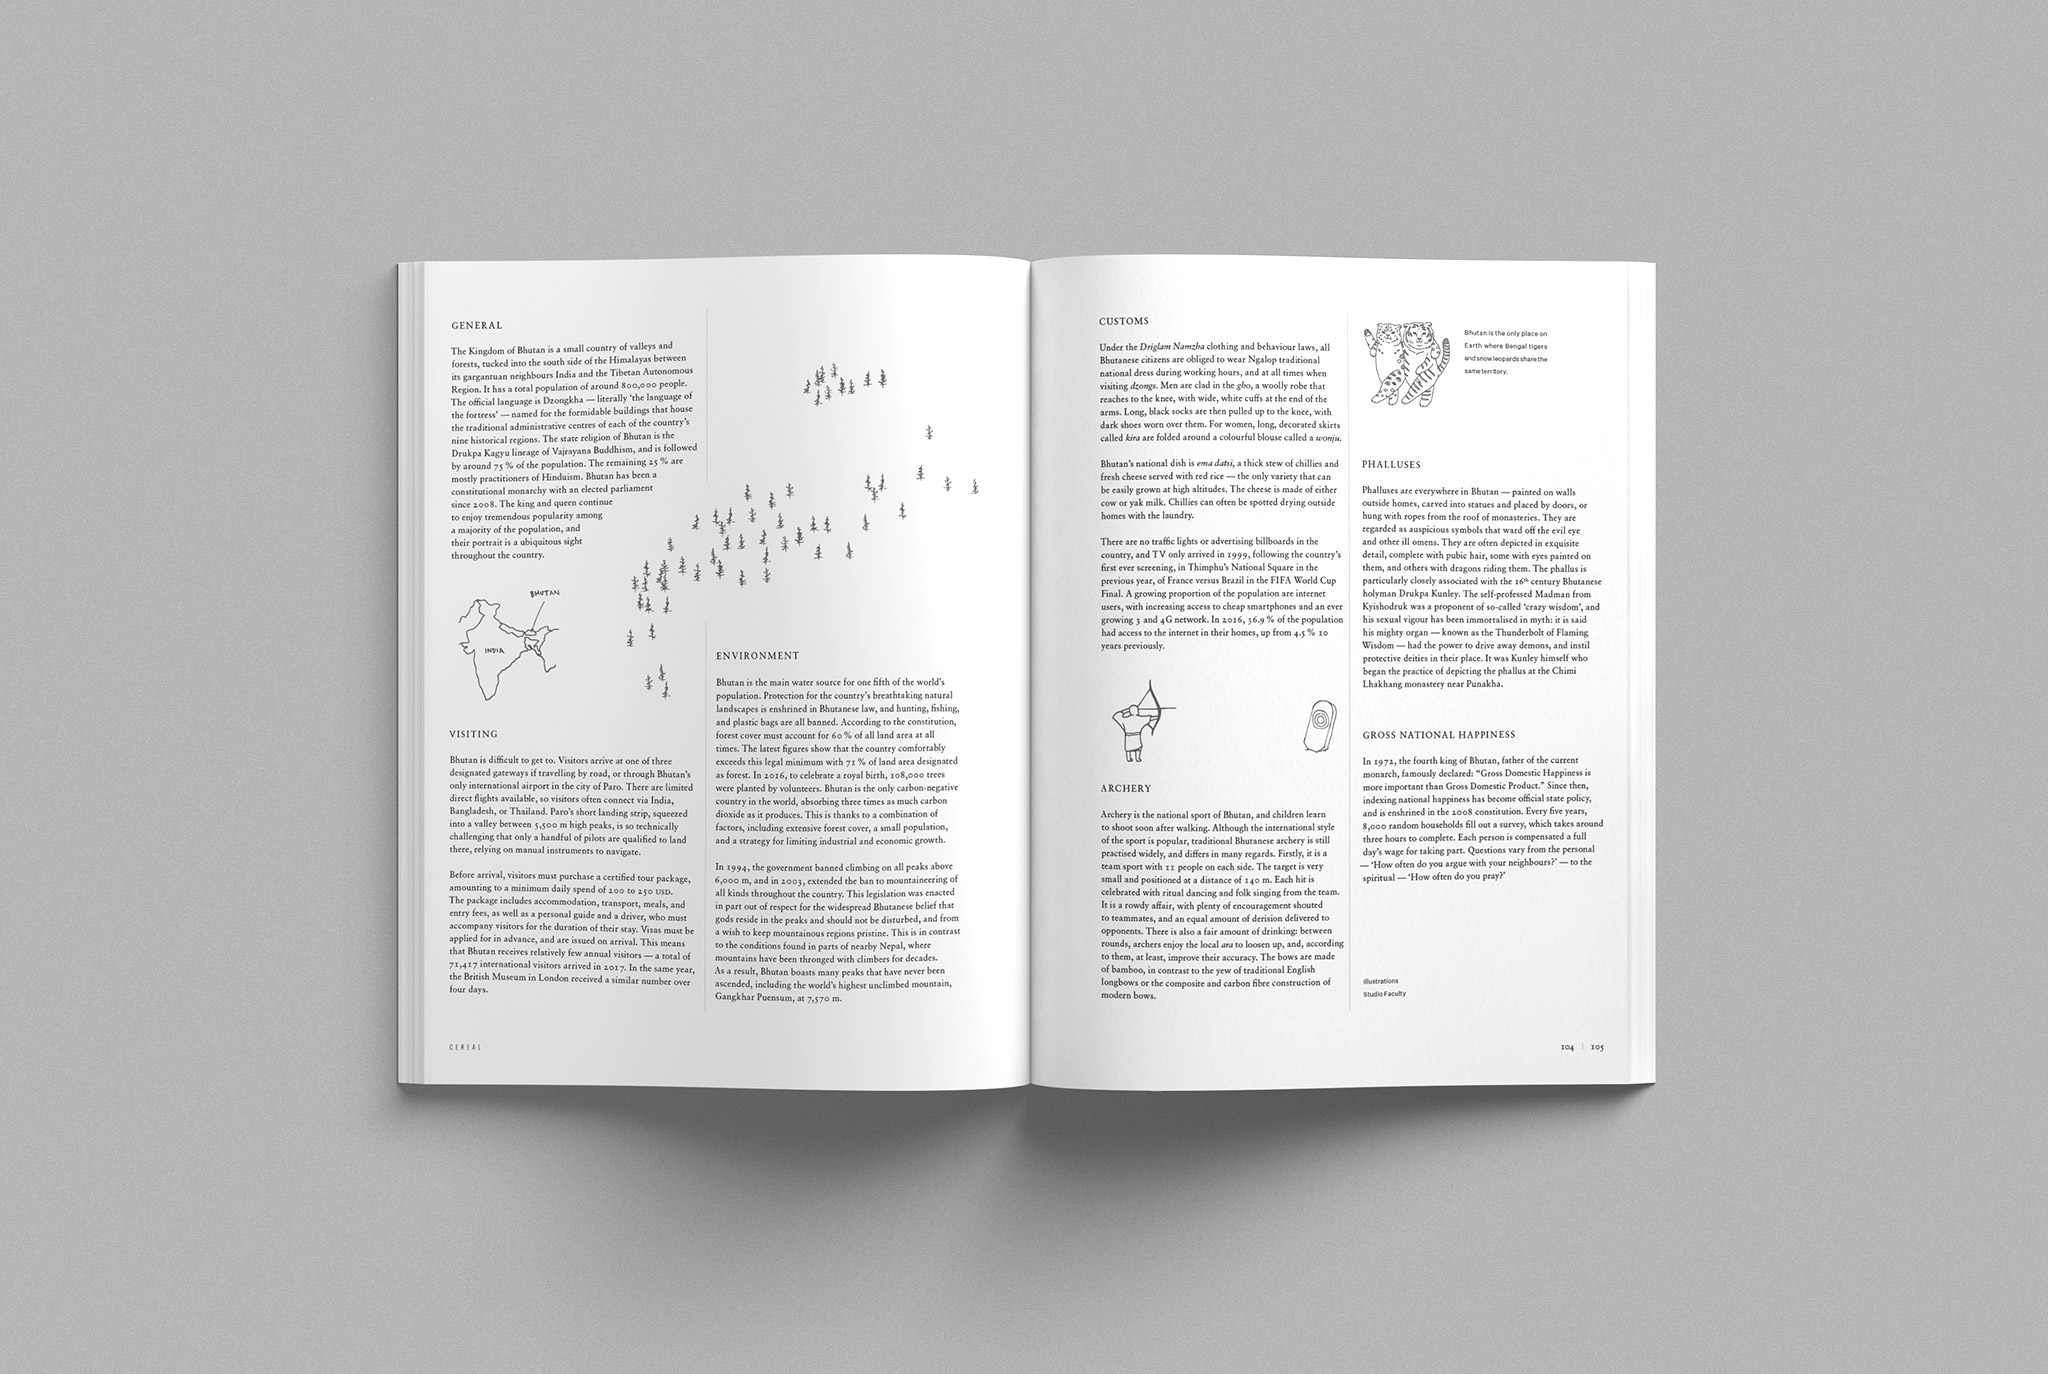 GENERAL
The Kingdom of Bhutan is a small country of valleys and
forests, tucked into the south side of the Himalayas between
its gargantuan neighbours India and the Tibetan Autonomous
Region. It has a total population of around 800,000 people.
The official language is Dzongkha — literally ‘the language of
the fortress’ — named for the formidable buildings that house
the traditional administrative centres of each of the country’s
nine historical regions. The state religion of Bhutan is the
Drukpa Kagyu lineage of Vajrayana Buddhism, and is followed
by around 75 % of the population. The remaining 25 % are
mostly practitioners of Hinduism. Bhutan has been a
constitutional monarchy with an elected parliament
since 2008. The king and queen continue
to enjoy tremendous popularity among
a majority of the population, and
their portrait is a ubiquitous sight
throughout the country.
BHUTAN
INDIA
VISITING
Bhutan is difficult to get to. Visitors arrive at one of three
designated gateways if travelling by road, or through Bhutan’s
only international airport in the city of Paro. There are limited
direct flights available, so visitors often connect via India,
Bangladesh, or Thailand. Paro’s short landing strip, squeezed
into a valley between 5,500 m high peaks, is so technically
challenging that only a handful of pilots are qualified to land
there, relying on manual instruments to navigate.
Before arrival, visitors must purchase a certified tour package,
amounting to a minimum daily spend of 200 to 250 USD.
The package includes accommodation, transport, meals, and
entry fees, as well as a personal guide and a driver, who must
accompany visitors for the duration of their stay. Visas must be
applied for in advance, and are issued on arrival. This means
that Bhutan receives relatively few annual visitors — a total of
71,417 international visitors arrived in 2017. In the same year,
the British Museum in London received a similar number over
four days.
ENVIRONMENT
Bhutan is the main water source for one fifth of the world’s
population. Protection for the country’s breathtaking natural
landscapes is enshrined in Bhutanese law, and hunting, fishing,
and plastic bags are all banned. According to the constitution,
forest cover must account for 60 % of all land area at all
times. The latest figures show that the country comfortably
exceeds this legal minimum with 71 % of land area designated
as forest. In 2016, to celebrate a royal birth, 108,000 trees
were planted by volunteers. Bhutan is the only carbon-negative
country in the world, absorbing three times as much carbon
dioxide as it produces. This is thanks to a combination of
factors, including extensive forest cover, a small population,
and a strategy for limiting industrial and economic growth.
In 1994, the government banned climbing on all peaks above
6,000 m, and in 2003, extended the ban to mountaineering of
all kinds throughout the country. This legislation was enacted
in part out of respect for the widespread Bhutanese belief that
gods reside in the peaks and should not be disturbed, and from
a wish to keep mountainous regions pristine. This is in contrast
to the conditions found in parts of nearby Nepal, where
mountains have been thronged with climbers for decades.
As a result, Bhutan boasts many peaks that have never been
ascended, including the world’s highest unclimbed mountain,
Gangkhar Puensum, at 7,570 m.
CEREAL
CUSTOMS
Under the Driglam Namzha clothing and behaviour laws, all
Bhutanese citizens are obliged to wear Ngalop traditional
national dress during working hours, and at all times when
visiting dzongs. Men are clad in the gho, a woolly robe that
reaches to the knee, with wide, white cuffs at the end of the
arms. Long, black socks are then pulled up to the knee, with
dark shoes worn over them. For women, long, decorated skirts
called kira are folded around a colourful blouse called a wonju.
Bhutan’s national dish is ema datsi, a thick stew of chillies and
fresh cheese served with red rice — the only variety that can
be easily grown at high altitudes. The cheese is made of either
cow or yak milk. Chillies can often be spotted drying outside
homes with the laundry.
There are no traffic lights or advertising billboards in the
country, and TV only arrived in 1999, following the country’s
first ever screening, in Thimphu’s National Square in the
previous year, of France versus Brazil in the FIFA World Cup
Final. A growing proportion of the population are internet
users, with increasing access to cheap smartphones and an ever
growing 3 and 4G network. In 2016, 36.9 % of the population
had access to the internet in their homes, up from 4.5 % 10
years previously.
ARCHERY
Archery is the national sport of Bhutan, and children learn
to shoot soon after walking. Although the international style
of the sport is popular, traditional Bhutanese archery is still
practised widely, and differs in many regards. Firstly, it is a
team sport with 11 people on each side. The target is very
small and positioned at a distance of 140 m. Each hit is
celebrated with ritual dancing and folk singing from the team.
It is a rowdy affair, with plenty of encouragement shouted
to teammates, and an equal amount of derision delivered to
opponents. There is also a fair amount of drinking: between
rounds, archers enjoy the local ara to loosen up, and, according
to them, at least, improve their accuracy. The bows are made
of bamboo, in contrast to the yew of traditional English
longbows or the composite and carbon fibre construction of
modern bows.
Bhutan is the only place on
Earth where Bengal tigers
and snow leopards share the
same territory.
PHALLUSES
Phalluses are everywhere in Bhutan — painted on walls
outside homes, carved into statues and placed by doors, or
hung with ropes from the roof of monasteries. They are
regarded as auspicious symbols that ward off the evil eye
and other ill omens. They are often depicted in exquisite
detail, complete with pubic hair, some with eyes painted on
them, and others with dragons riding them. The phallus is
particularly closely associated with the 16th century Bhutanese
holyman Drukpa Kunley. The self-professed Madman from
Kyishodruk was a proponent of so-called ‘crazy wisdom’, and
his sexual vigour has been immortalised in myth: it is said
his mighty organ — known as the Thunderbolt of Flaming
Wisdom — had the power to drive away demons, and instil
protective deities in their place. It was Kunley himself who
began the practice of depicting the phallus at the Chimi
Lhakhang monastery near Punakha.
GROSS NATIONAL HAPPINESS
In 1972, the fourth king of Bhutan, father of the current
monarch, famously declared: “Gross Domestic Happiness is
more important than Gross Domestic Product.” Since then,
indexing national happiness has become official state policy,
and is enshrined in the 2008 constitution. Every five years,
8,000 random households fill out a survey, which takes around
three hours to complete. Each person is compensated a full
day’s wage for taking part. Questions vary from the personal
— ‘How often do you argue with your neighbours?’ — to the
spiritual — ‘How often do you pray?’
Illustrations
Studio Faculty
104 | 105